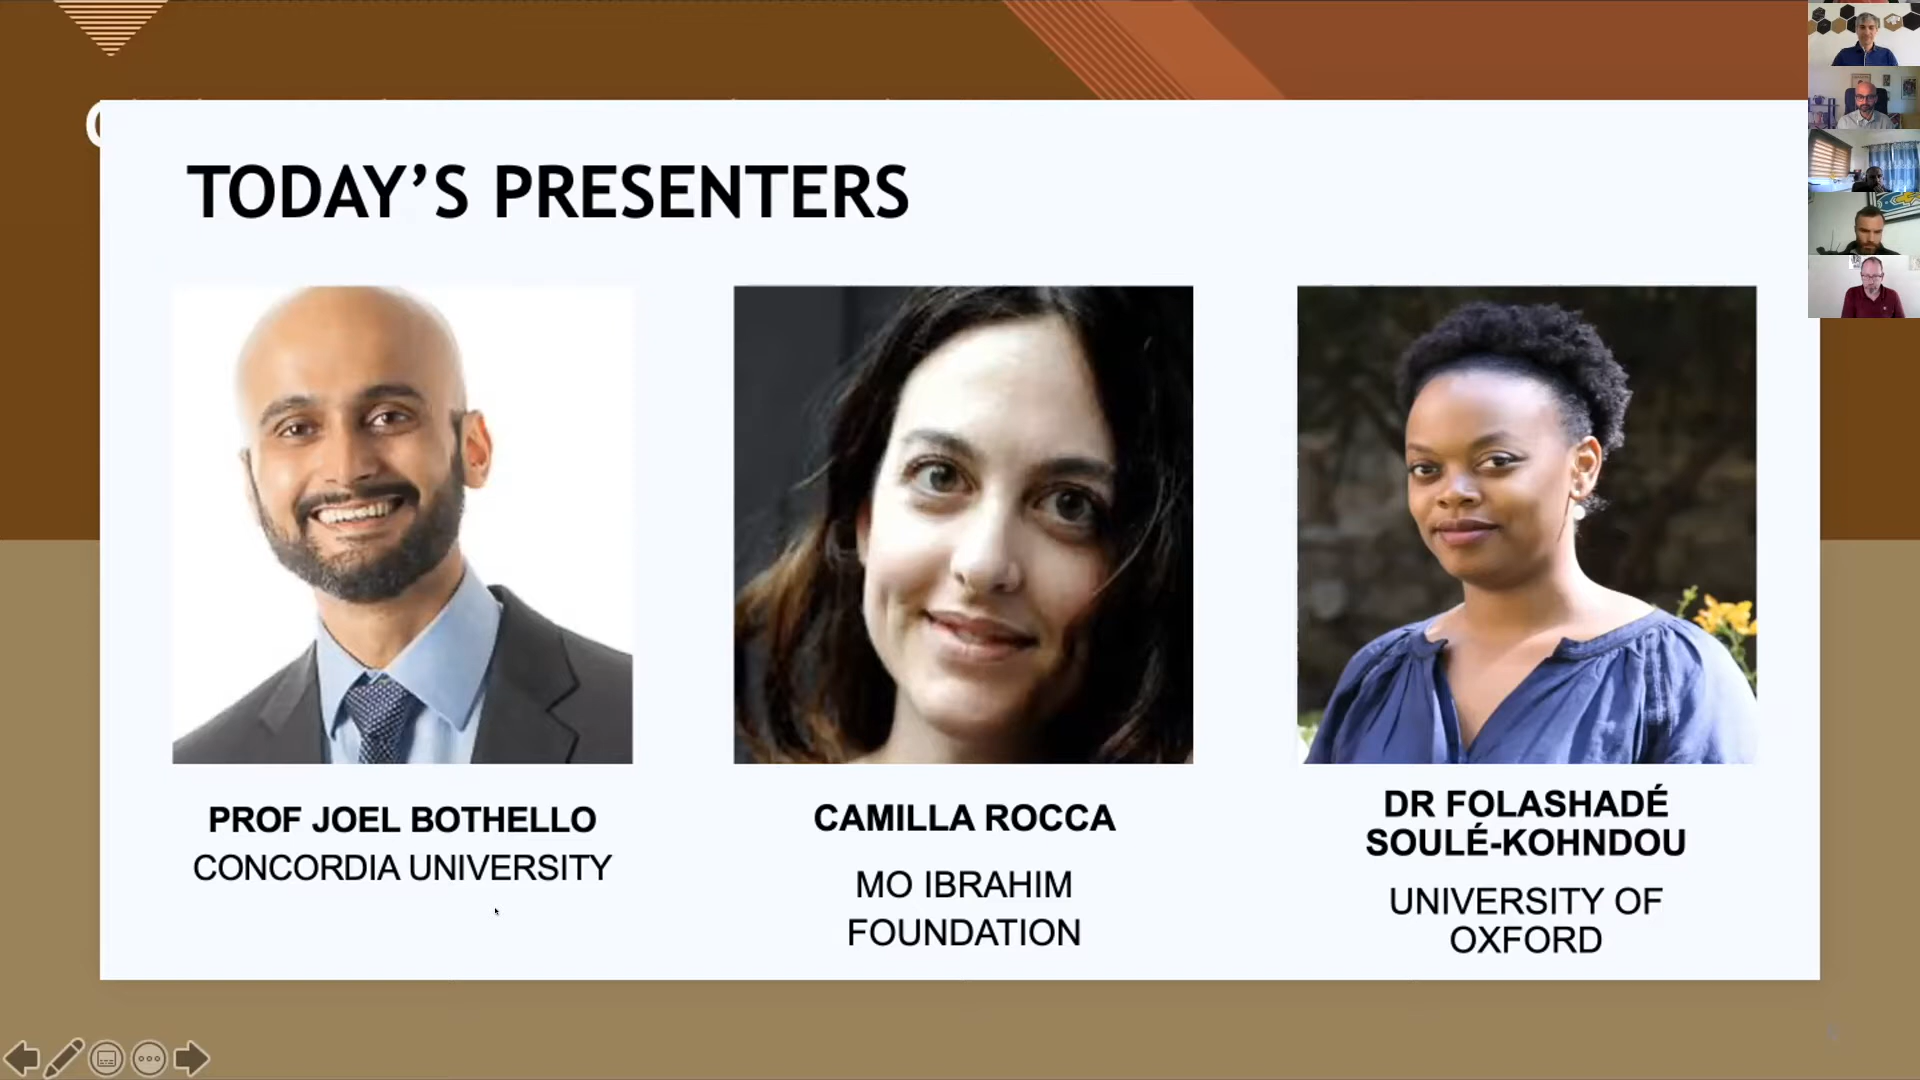 TODAY’S PRESENTERS
PROF JOEL BOTHELLO
CONCORDIA UNIVERSITY
CAMILLA ROCCA
MO IBRAHIM
FOUNDATION
DR FOLASHADÉ
SOULÉ-KOHNDOU
UNIVERSITY OF
OXFORD